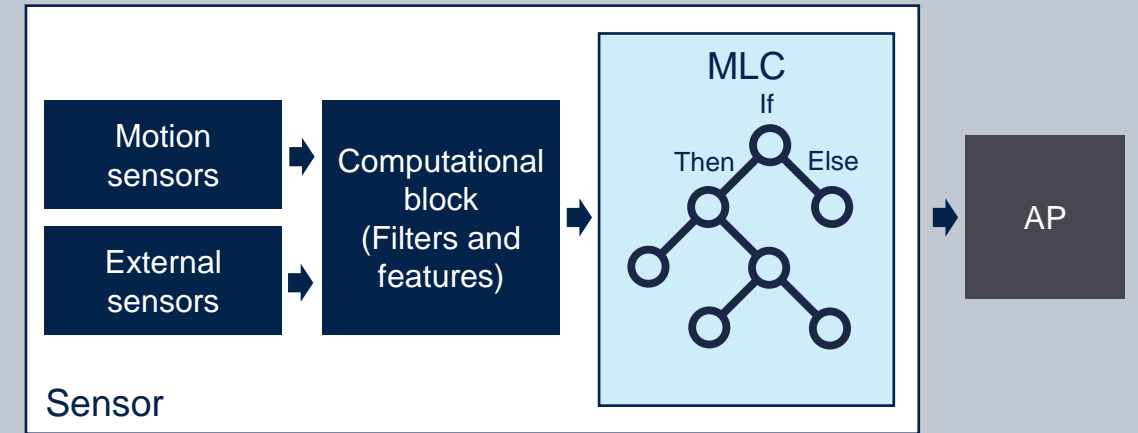 Motion
sensors
External
sensors
Computational
block
(Filters and
features)
MLC
If
Then
Else
AP
Sensor